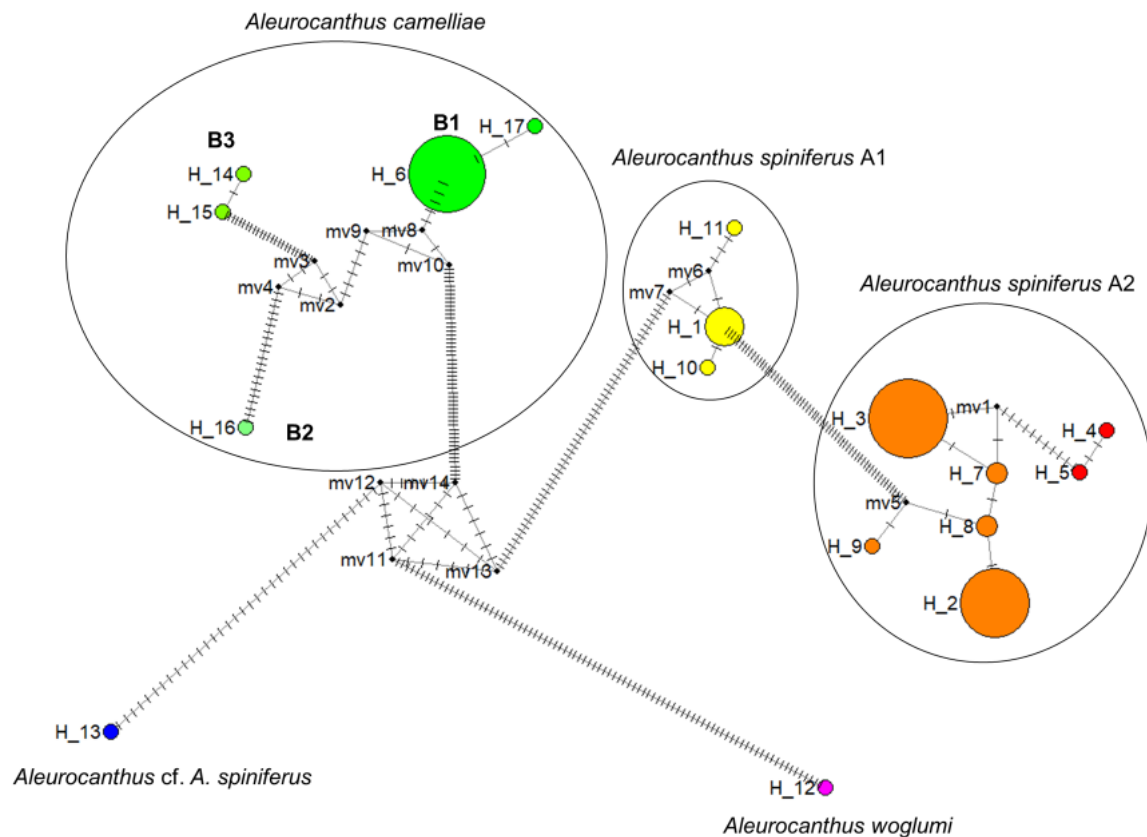 Aleurocanthus camelliae
B3
B1
H_17
H_14
H_6
H_15
Aleurocanthus spiniferus A1
mv9
mv8
mv3
mv10
mv4
mv2
H_11
mv6
mv7
H_1
H_10
Aleurocanthus spiniferus A2
H_16
B2
H_3
mv1
H_4
H_7
H_5
mv12
mv14
mv5
H_8
H_9
mv11
mv13
H_2
H_13
Aleurocanthus cf. A. spiniferus
H_12
Aleurocanthus woglumi